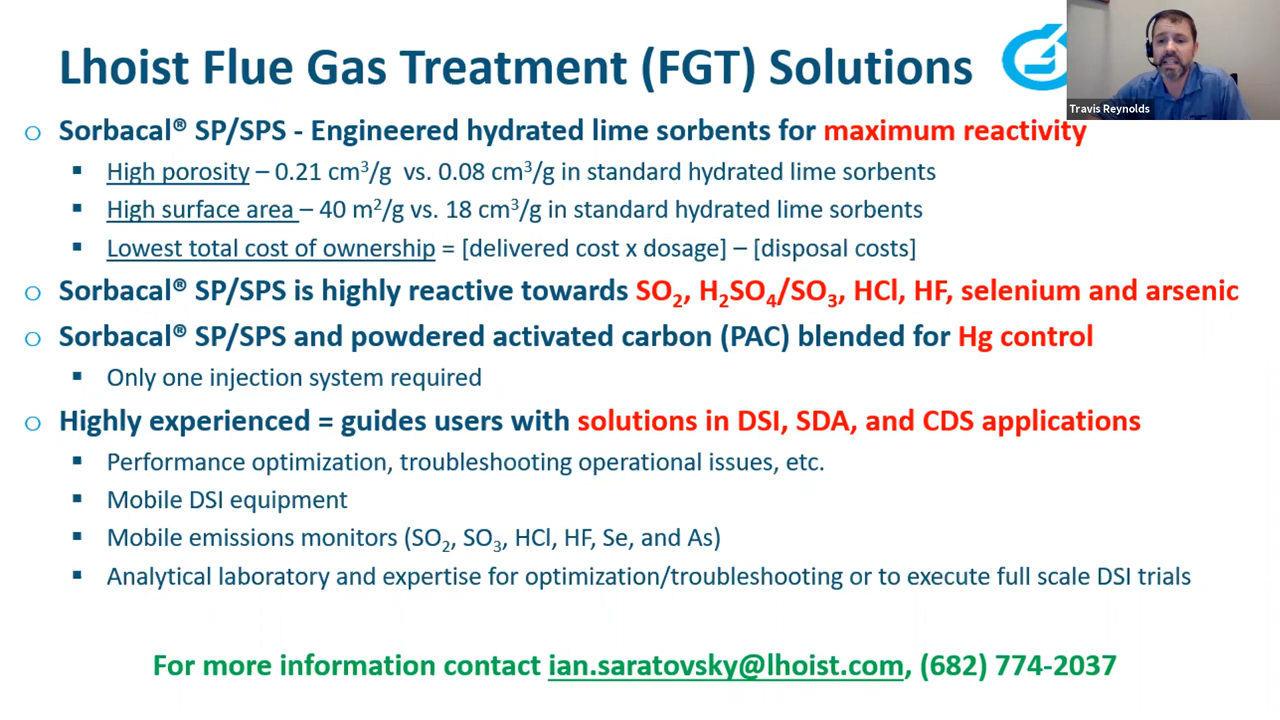 Lhoist Flue Gas Treatment (FGT) Solutions
Travis Reynolds
Sorbacal® SP/SPS - Engineered hydrated lime sorbents for maximum reactivity
High porosity – 0.21 cm³/g vs. 0.08 cm³/g in standard hydrated lime sorbents
High surface area – 40 m²/g vs. 18 cm³/g in standard hydrated lime sorbents
Lowest total cost of ownership = [delivered cost x dosage] – [disposal costs]
Sorbacal® SP/SPS is highly reactive towards SO₂, H₂SO₄/SO₃, HCl, HF, selenium and arsenic
Sorbacal® SP/SPS and powdered activated carbon (PAC) blended for Hg control
Only one injection system required
Highly experienced = guides users with solutions in DSI, SDA, and CDS applications
Performance optimization, troubleshooting operational issues, etc.
Mobile DSI equipment
Mobile emissions monitors (SO₂, SO₃, HCl, HF, Se, and As)
Analytical laboratory and expertise for optimization/troubleshooting or to execute full scale DSI trials
For more information contact ian.saratovsky@lhoist.com, (682) 774-2037